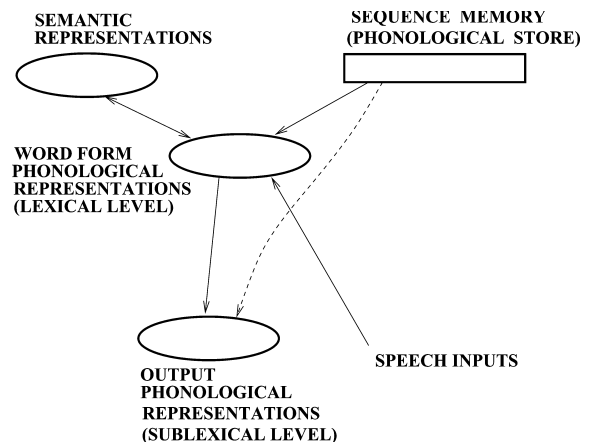 SEMANTIC
REPRESENTATIONS
SEQUENCE MEMORY
(PHONOLOGICAL STORE)
WORD FORM
PHONOLOGICAL
REPRESENTATIONS
(LEXICAL LEVEL)
SPEECH INPUTS
OUTPUT
PHONOLOGICAL
REPRESENTATIONS
(SUBLEXICAL LEVEL)